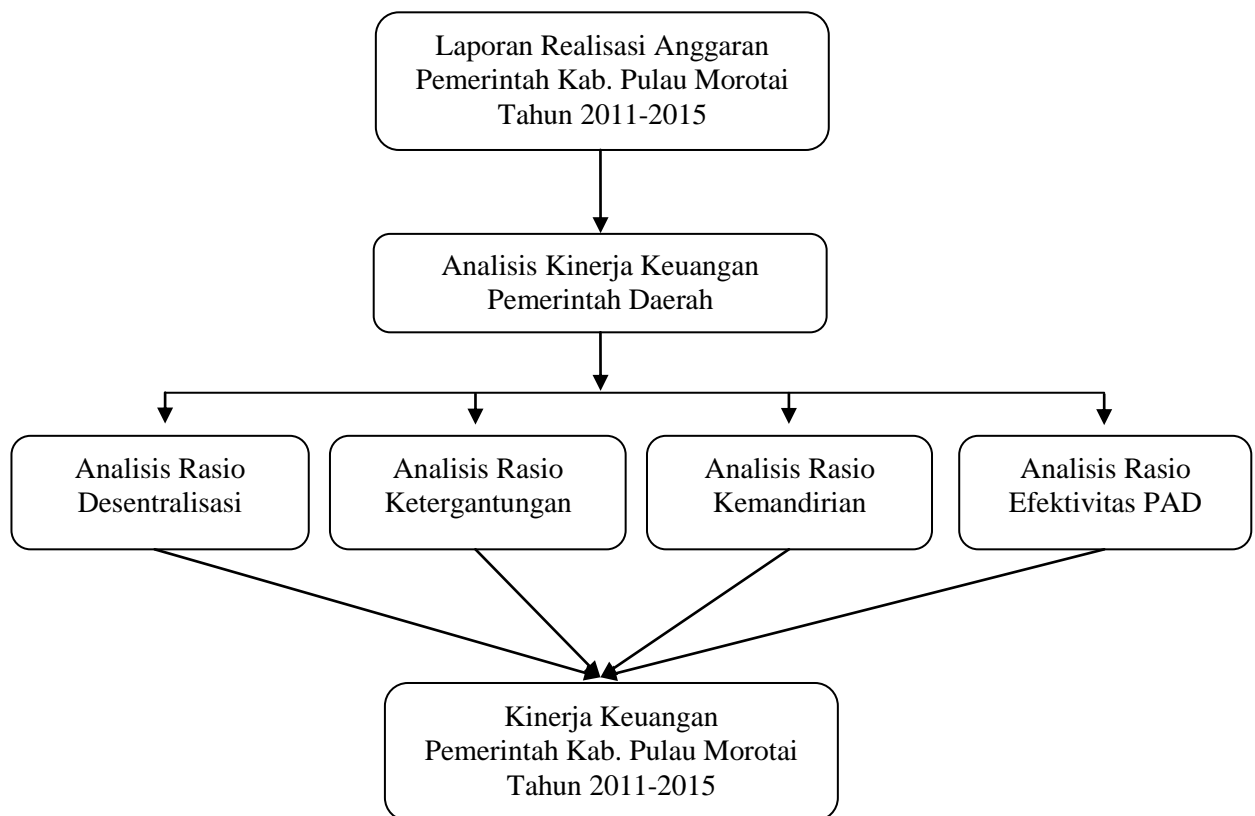 Laporan Realisasi Anggaran
Pemerintah Kab. Pulau Morotai
Tahun 2011-2015
Analisis Kinerja Keuangan
Pemerintah Daerah
Analisis Rasio
Desentralisasi
Analisis Rasio
Ketergantungan
Analisis Rasio
Kemandirian
Analisis Rasio
Efektivitas PAD
Kinerja Keuangan
Pemerintah Kab. Pulau Morotai
Tahun 2011-2015